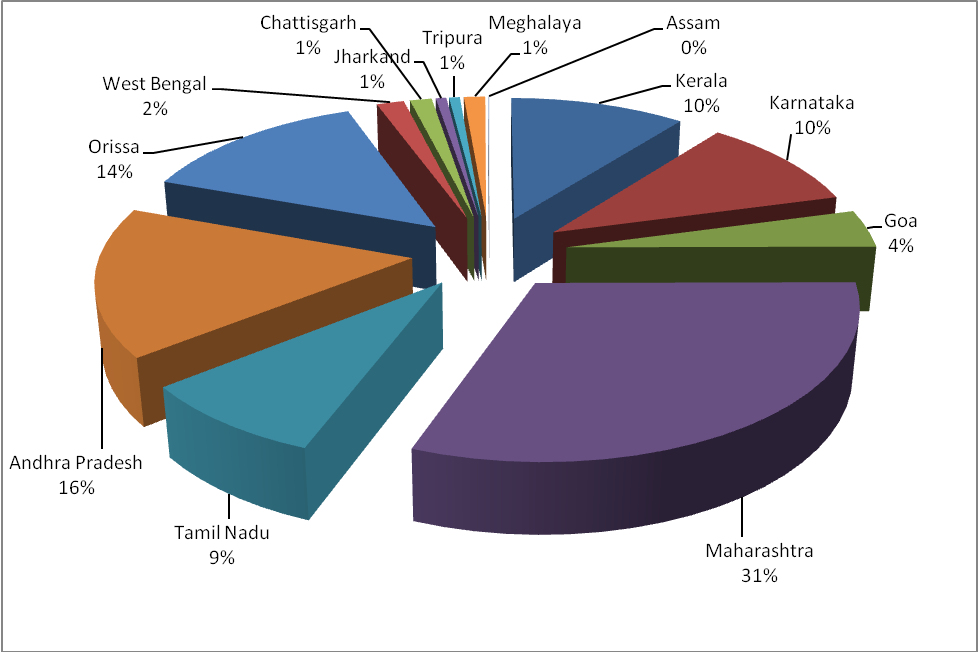 Chattisgarh
1%
Jharkand
1%
Tripura
1%
Meghalaya
1%
Assam
0%
Kerala
10%
Karnataka
10%
Goa
4%
Maharashtra
31%
Tamil Nadu
9%
Andhra Pradesh
16%
Orissa
14%
West Bengal
2%